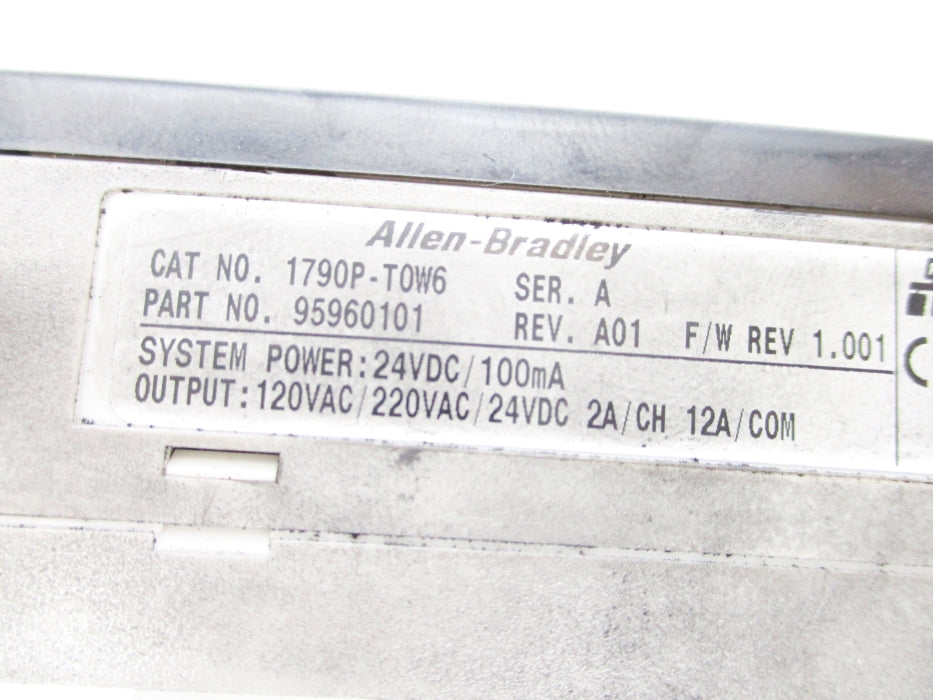 Allen-Bradley
CAT NO. 1790P-T0W6 SER. A
PART NO. 95960101 REV. A01 F/W REV 1.001
SYSTEM POWER:24VDC/100mA
OUTPUT:120VAC/220VAC/24VDC 2A/CH 12A/COM